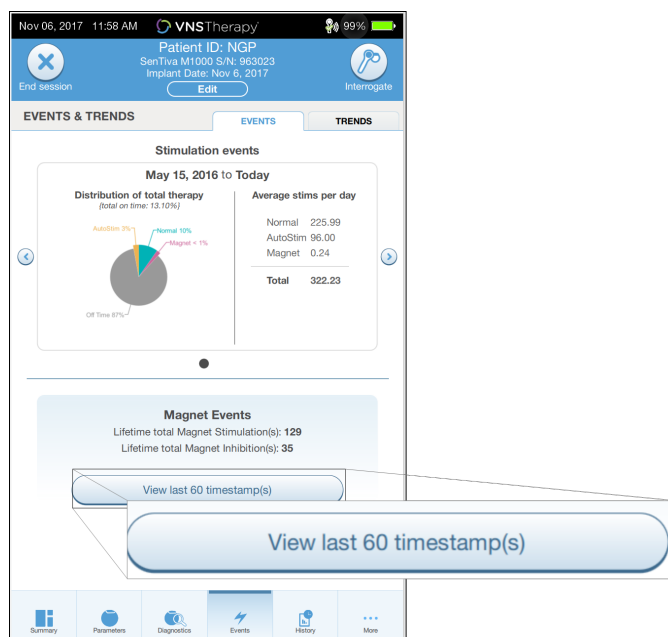 Nov 06, 2017 11:58 AM VNSTherapy 99%
Patient ID: NGP
SenTiva M1000 S/N: 963023
Implant Date: Nov 6, 2017
End session
Edit
Interrogate
EVENTS & TRENDS
EVENTS
TRENDS
Stimulation events
May 15, 2016 to Today
Distribution of total therapy
(total on time: 13.10%)
AutoStim 3%
Normal 10%
Magnet < 1%
Off Time 87%
Average stims per day
Normal 225.99
AutoStim 96.00
Magnet 0.24
Total 322.23
Magnet Events
Lifetime total Magnet Stimulation(s): 129
Lifetime total Magnet Inhibition(s): 35
View last 60 timestamp(s)
View last 60 timestamp(s)
Summary
Parameters
Diagnostics
Events
History
More